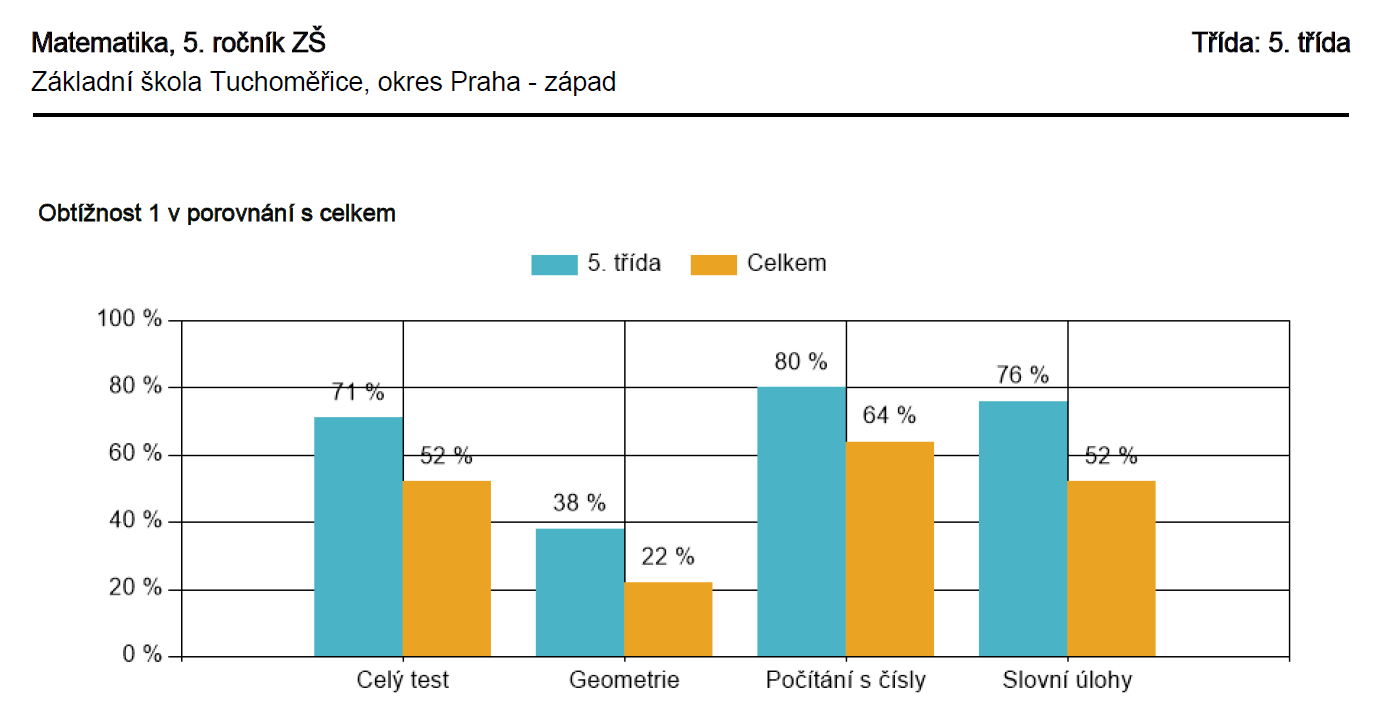 Matematika, 5. ročník ZŠ
Třída: 5. třída
Základní škola Tuchoměřice, okres Praha - západ
Obtížnost 1 v porovnání s celkem
5. třída
Celkem
100 %
80 %
60 %
40 %
20 %
0 %
71 %
52 %
38 %
22 %
80 %
64 %
76 %
52 %
Celý test
Geometrie
Počítání s čísly
Slovní úlohy